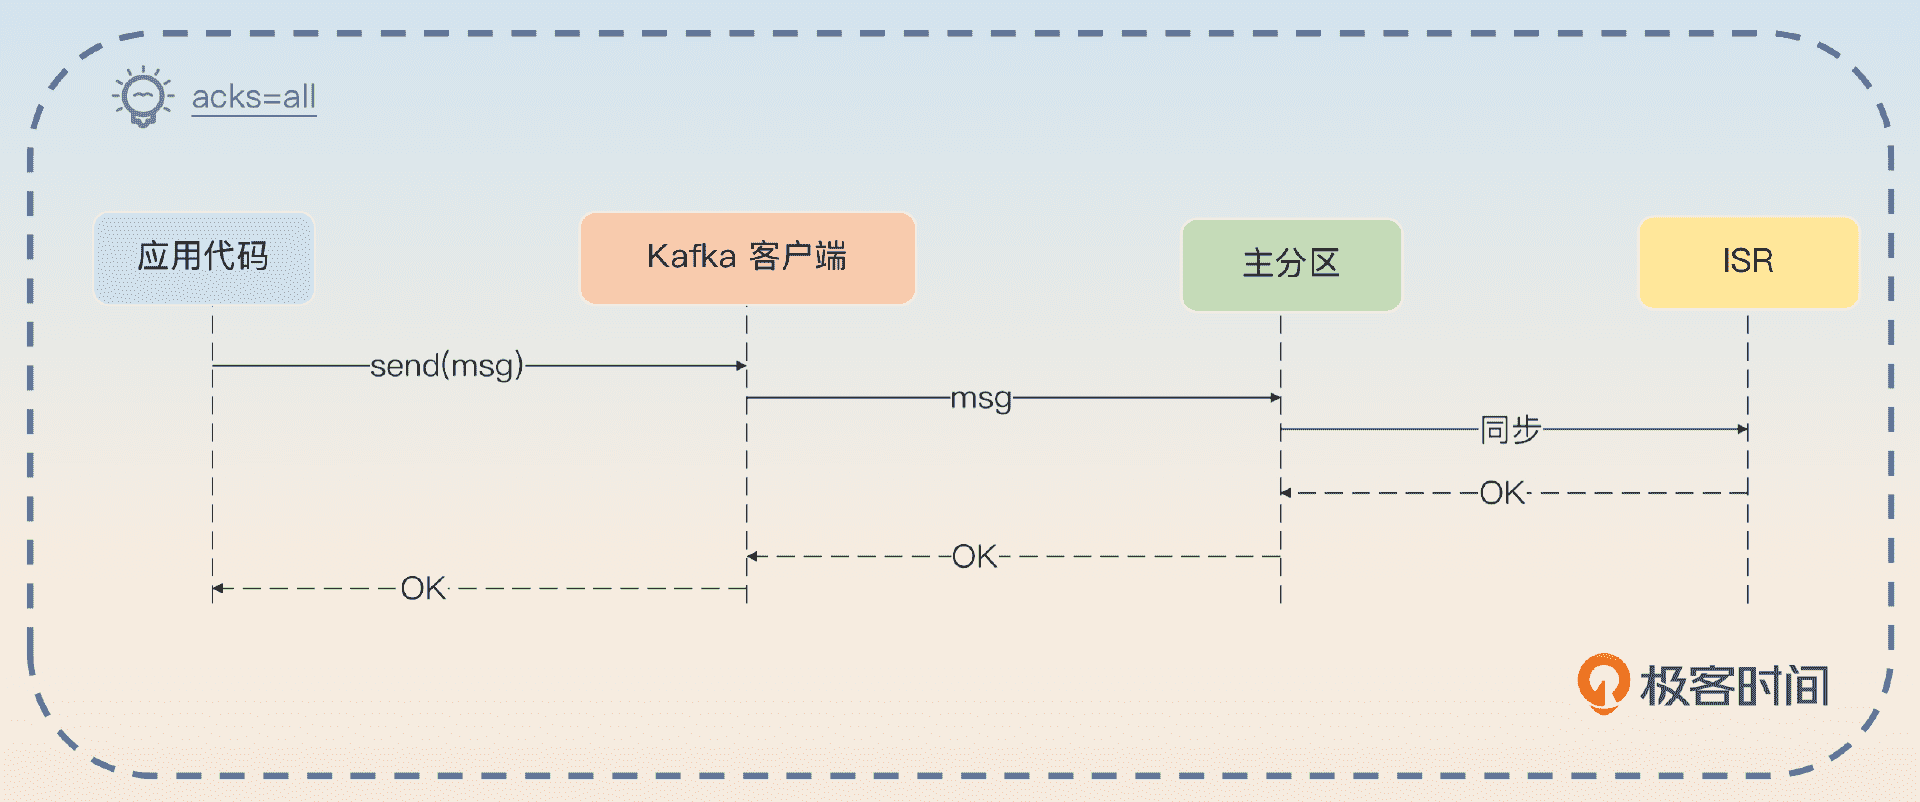 acks=all
应用代码
Kafka 客户端
主分区
ISR
send(msg)
msg
同步
OK
OK
OK
极客时间